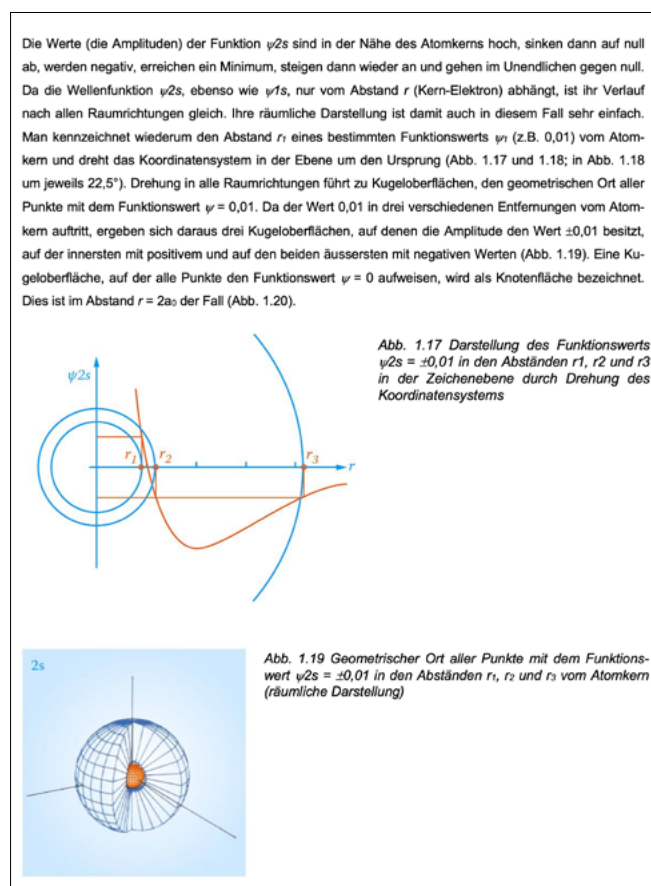 Die Werte (die Amplituden) der Funktion ψ2s sind in der Nähe des Atomkerns hoch, sinken dann auf null
ab, werden negativ, erreichen ein Minimum, steigen dann wieder an und gehen im Unendlichen gegen null.
Da die Wellenfunktion ψ2s, ebenso wie ψ1s, nur vom Abstand r (Kern-Elektron) abhängt, ist ihr Verlauf
nach allen Raumrichtungen gleich. Ihre räumliche Darstellung ist damit auch in diesem Fall sehr einfach.
Man kennzeichnet wiederum den Abstand r₁ eines bestimmten Funktionswerts ψ₁ (z.B. 0,01) vom Atom-
kern und dreht das Koordinatensystem in der Ebene um den Ursprung (Abb. 1.17 und 1.18; in Abb. 1.18
um jeweils 22,5°). Drehung in alle Raumrichtungen führt zu Kugeloberflächen, den geometrischen Ort aller
Punkte mit dem Funktionswert ψ = 0,01. Da der Wert 0,01 in drei verschiedenen Entfernungen vom Atom-
kern auftritt, ergeben sich daraus drei Kugeloberflächen, auf denen die Amplitude den Wert ±0,01 besitzt,
auf der innersten mit positivem und auf den beiden äussersten mit negativen Werten (Abb. 1.19). Eine Ku-
geloberfläche, auf der alle Punkte den Funktionswert ψ = 0 aufweisen, wird als Knotenfläche bezeichnet.
Dies ist im Abstand r = 2a₀ der Fall (Abb. 1.20).
Abb. 1.17 Darstellung des Funktionswerts
ψ2s = ±0,01 in den Abständen r1, r2 und r3
in der Zeichenebene durch Drehung des
Koordinatensystems
ψ2s
r₁ r₂ r₃ r
2s
Abb. 1.19 Geometrischer Ort aller Punkte mit dem Funktions-
wert ψ2s = ±0,01 in den Abständen r₁, r₂ und r₃ vom Atomkern
(räumliche Darstellung)